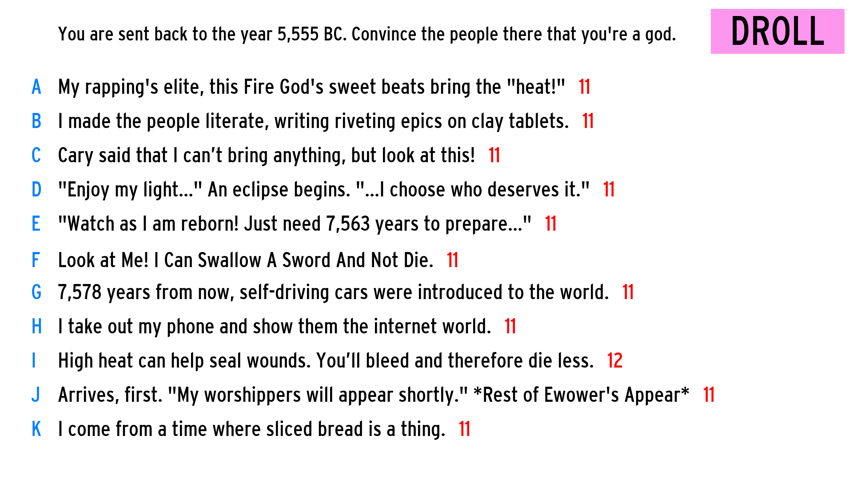 You are sent back to the year 5,555 BC. Convince the people there that you're a god.
DROLL
A My rapping's elite, this Fire God's sweet beats bring the "heat!" 11
B I made the people literate, writing riveting epics on clay tablets. 11
C Cary said that I can’t bring anything, but look at this! 11
D "Enjoy my light..." An eclipse begins. "...I choose who deserves it." 11
E "Watch as I am reborn! Just need 7,563 years to prepare..." 11
F Look at Me! I Can Swallow A Sword And Not Die. 11
G 7,578 years from now, self-driving cars were introduced to the world. 11
H I take out my phone and show them the internet world. 11
I High heat can help seal wounds. You’ll bleed and therefore die less. 12
J Arrives, first. "My worshippers will appear shortly." *Rest of Ewower's Appear* 11
K I come from a time where sliced bread is a thing. 11